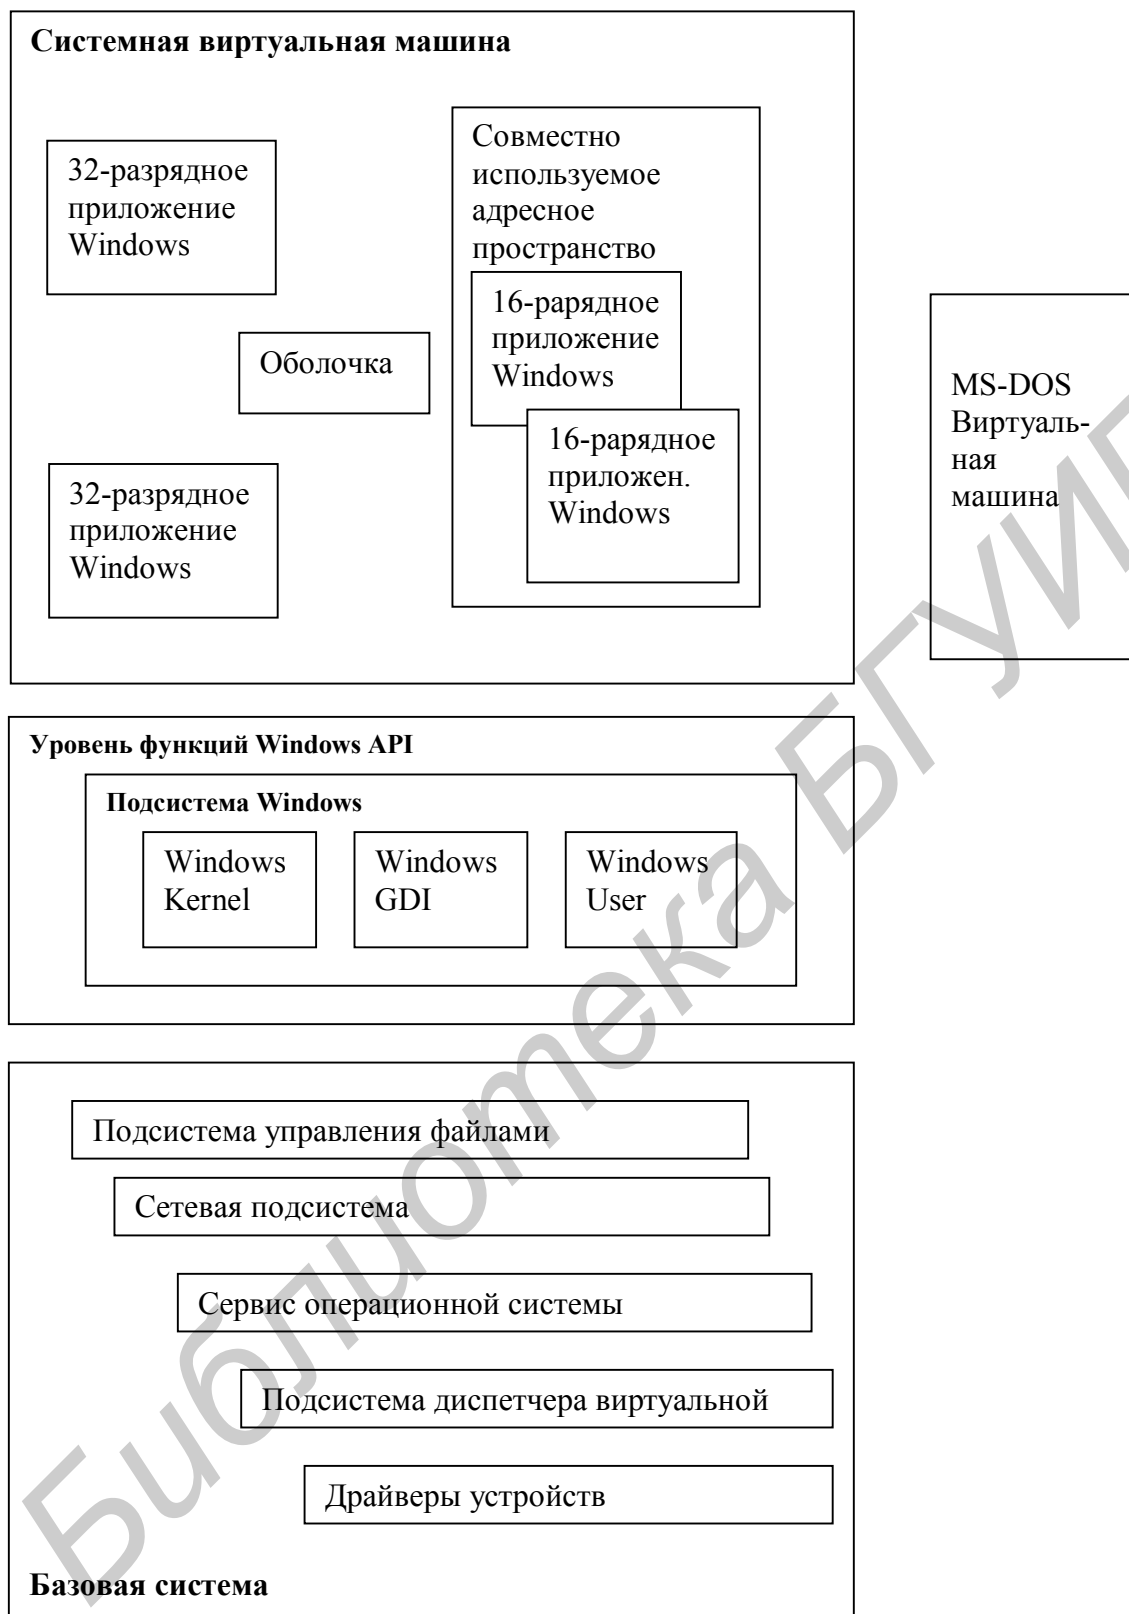 Системная виртуальная машина
32-разрядное
приложение
Windows
Совместно
используемое
адресное
пространство
16-рарядное
приложение
Windows
Оболочка
16-рарядное
приложен.
Windows
32-разрядное
приложение
Windows
MS-DOS
Виртуаль-
ная
машина
Уровень функций Windows API
Подсистема Windows
Windows
Kernel
Windows
GDI
Windows
User
Подсистема управления файлами
Сетевая подсистема
Сервис операционной системы
Подсистема диспетчера виртуальной
Драйверы устройств
Базовая система
Библиотека БГУИ